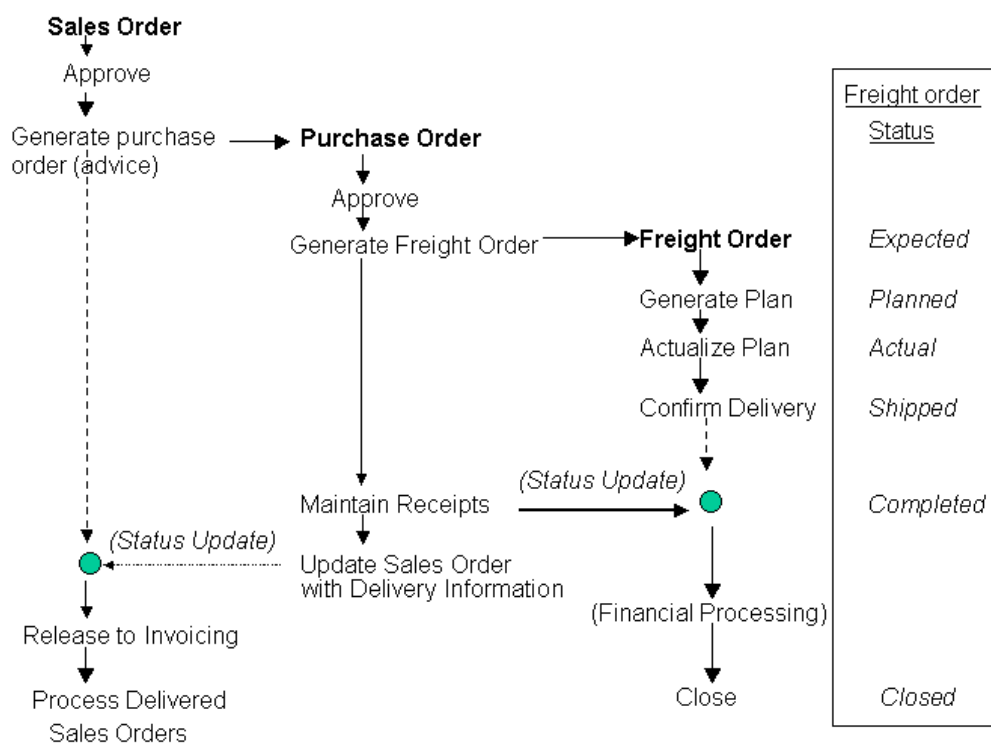 Sales Order
Approve
Generate purchase
order (advice)
Purchase Order
Approve
Generate Freight Order
Freight Order
Generate Plan
Actualize Plan
Confirm Delivery
Maintain Receipts
(Status Update)
(Status Update)
Update Sales Order
with Delivery Information
Release to Invoicing
(Financial Processing)
Process Delivered
Sales Orders
Close
Freight order
Status
Expected
Planned
Actual
Shipped
Completed
Closed